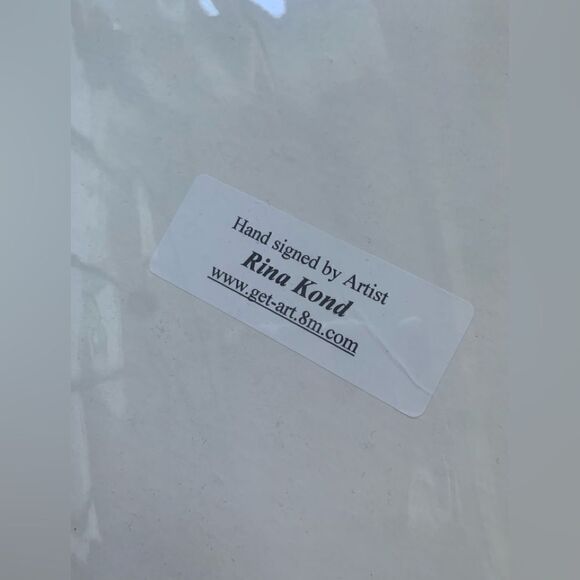 Hand signed by Artist
Rina Kond
www.get-art.8m.com